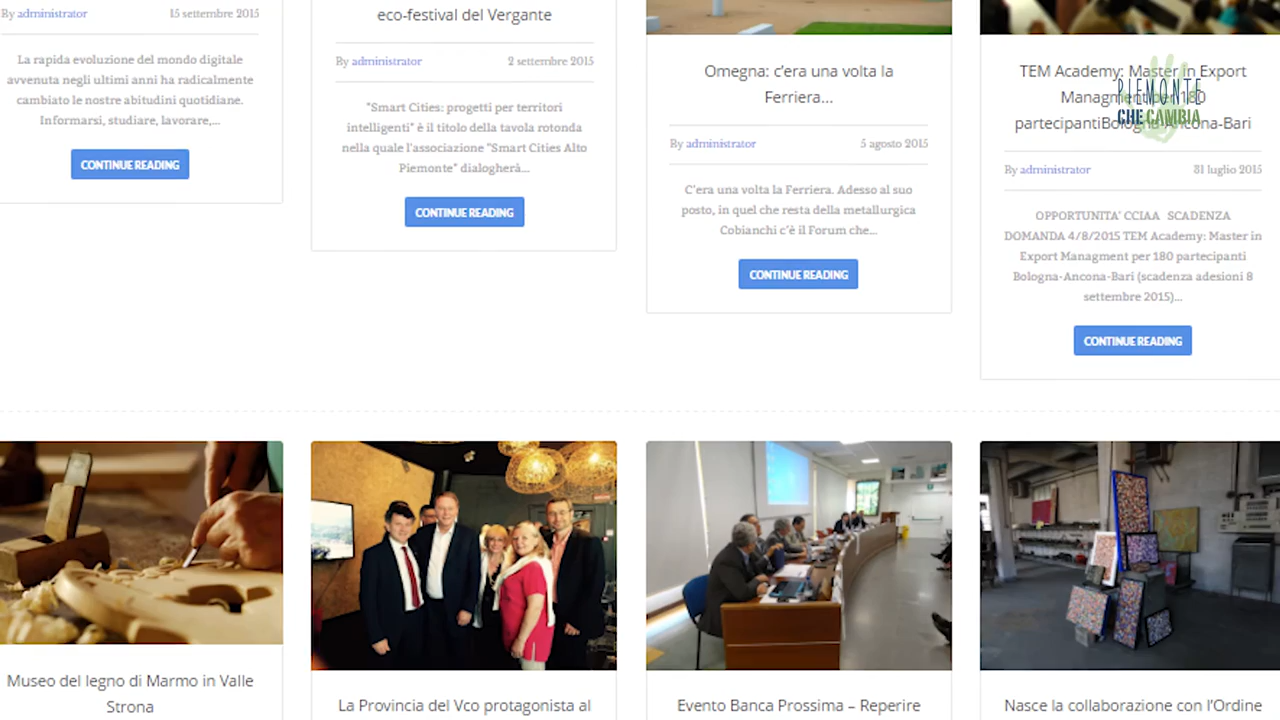 By administrator 15 settembre 2015
La rapida evoluzione del mondo digitale
avvenuta negli ultimi anni ha radicalmente
cambiato le nostre abitudini quotidiane.
Informarsi, studiare, lavorare,...
CONTINUE READING
eco-festival del Vergante
By administrator 2 settembre 2015
"Smart Cities: progetti per territori
intelligenti" è il titolo della tavola rotonda
nella quale l'associazione "Smart Cities Alto
Piemonte" dialogherà...
CONTINUE READING
Omegna: c'era una volta la
Ferriera...
By administrator 5 agosto 2015
C'era una volta la Ferriera. Adesso al suo
posto, in quel che resta della metallurgica
Cobianchi c'è il Forum che...
CONTINUE READING
TEM Academy: Master in Export
Managment per 180
partecipantiBologna-Ancona-Bari
PIEMONTE
CHE CAMBIA
By administrator 31 luglio 2015
OPPORTUNITA' CCIAA SCADENZA
DOMANDA 4/8/2015 TEM Academy: Master in
Export Managment per 180 partecipanti
Bologna-Ancona-Bari (scadenza adesioni 8
settembre 2015)...
CONTINUE READING
Museo del legno di Marmo in Valle
Strona
La Provincia del Vco protagonista al
Evento Banca Prossima – Reperire
Nasce la collaborazione con l'Ordine